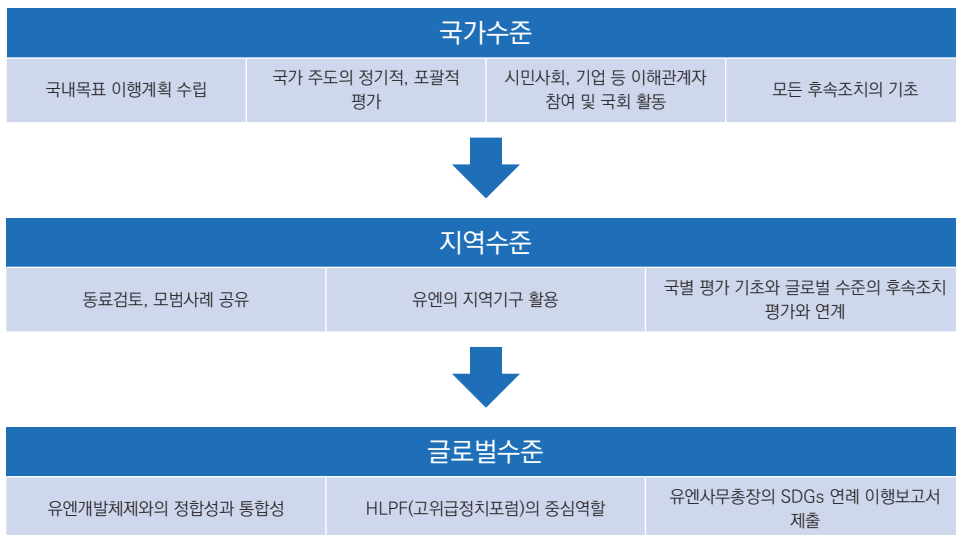 국가수준
국내목표 이행계획 수립
국가 주도의 정기적, 포괄적
평가
시민사회, 기업 등 이해관계자
참여 및 국회 활동
모든 후속조치의 기초
지역수준
동료검토, 모범사례 공유
유엔의 지역기구 활용
국별 평가 기초와 글로벌 수준의 후속조치
평가와 연계
글로벌수준
유엔개발체제와의 정합성과 통합성
HLPF(고위급정치포럼)의 중심역할
유엔사무총장의 SDGs 연례 이행보고서
제출